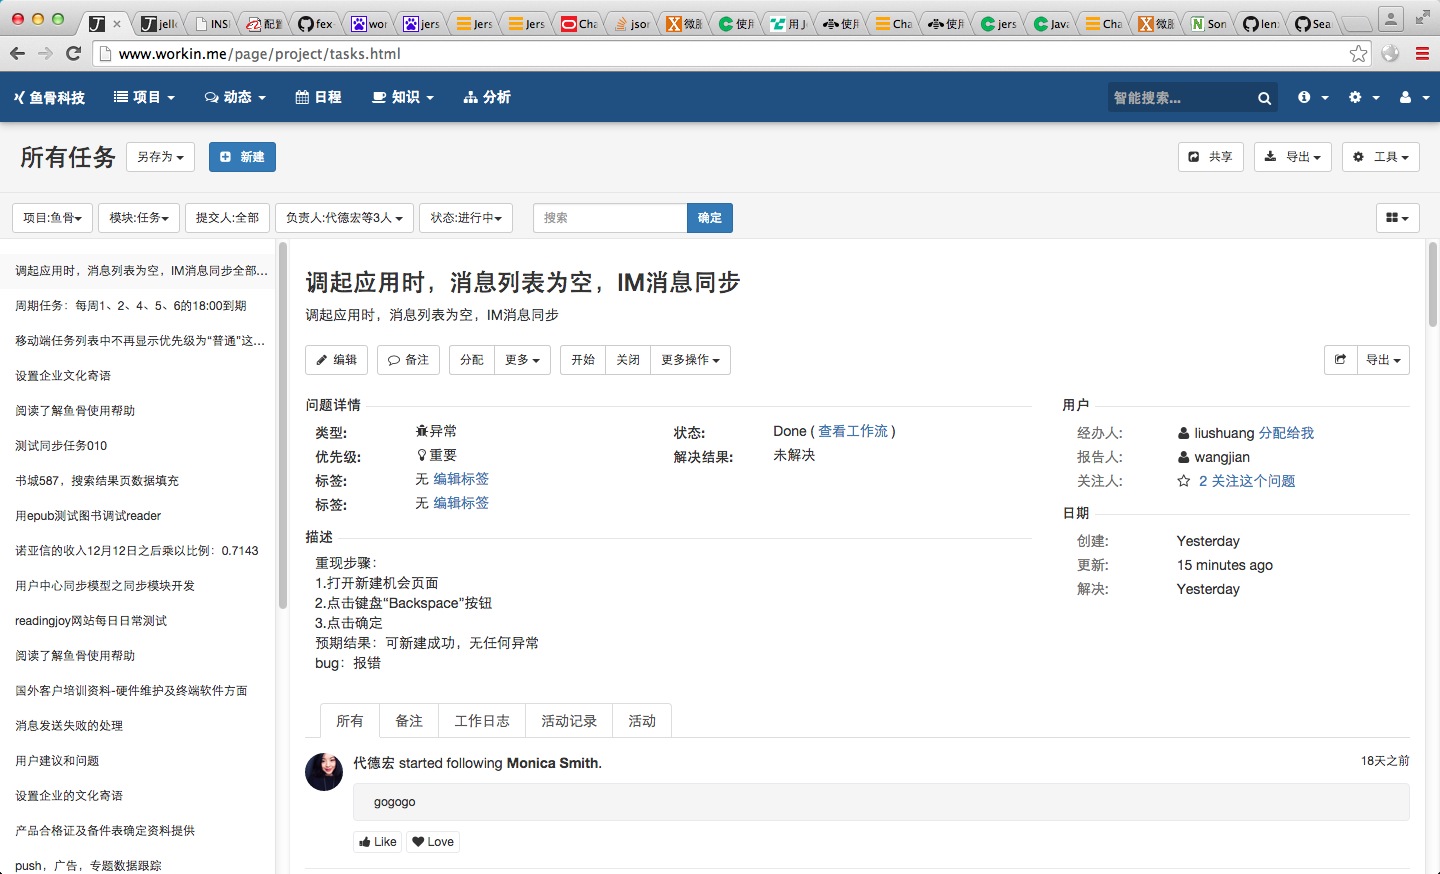 jell
INS
配置
fex
wor
jers
Jers
Jers
Cha
json
微服
使用
用 J
使用
Cha
使用
jers
Java
Cha
微服
Son
len
Sea
www.workin.me/page/project/tasks.html
鱼骨科技 项目 动态 日程 知识 分析 智能搜索...
所有任务 另存为 新建 共享 导出 工具
项目:鱼骨 模块:任务 提交人:全部 负责人:代德宏等3人 状态:进行中 搜索 确定
调起应用时，消息列表为空，IM消息同步全部...
周期任务：每周1、2、4、5、6的18:00到期
移动端任务列表中不再显示优先级为“普通”这...
设置企业文化寄语
阅读了解鱼骨使用帮助
测试同步任务010
书城587，搜索结果页数据填充
用epub测试图书调试reader
诺亚信的收入12月12日之后乘以比例：0.7143
用户中心同步模型之同步模块开发
readingjoy网站每日日常测试
阅读了解鱼骨使用帮助
国外客户培训资料-硬件维护及终端软件方面
消息发送失败的处理
用户建议和问题
设置企业的文化寄语
产品合格证及备件表确定资料提供
push，广告，专题数据跟踪
调起应用时，消息列表为空，IM消息同步
调起应用时，消息列表为空，IM消息同步
编辑 备注 分配 更多 开始 关闭 更多操作 导出
问题详情
类型: 异常 状态: Done ( 查看工作流 )
优先级: 重要 解决结果: 未解决
标签: 无 编辑标签
标签: 无 编辑标签
描述
重现步骤：
1.打开新建机会页面
2.点击键盘“Backspace”按钮
3.点击确定
预期结果：可新建成功，无任何异常
bug：报错
用户
经办人: liushuang 分配给我
报告人: wangjian
关注人: 2 关注这个问题
日期
创建: Yesterday
更新: 15 minutes ago
解决: Yesterday
所有 备注 工作日志 活动记录 活动
代德宏 started following Monica Smith. 18天之前
gogogo
Like Love